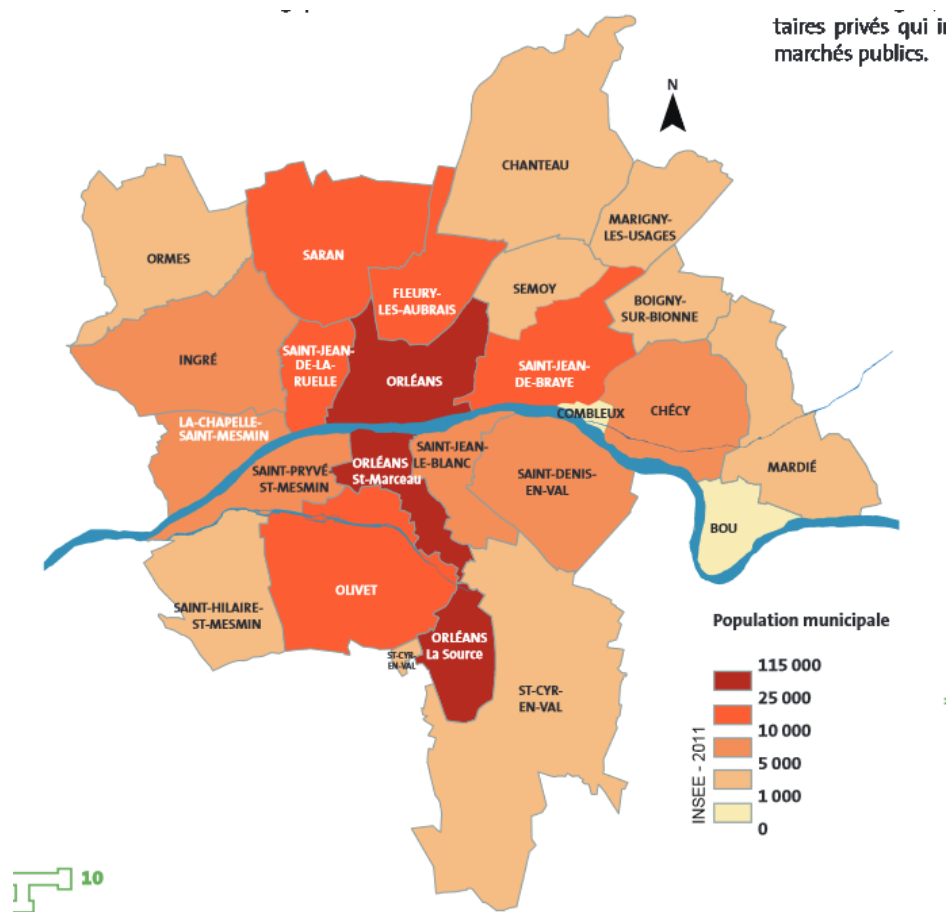 taires privés qui in
marchés publics.
N
CHANTEAU
MARIGNY-
LES-USAGES
ORMES
SARAN
SEMOY
FLEURY-
LES-AUBRAIS
BOIGNY-
SUR-BIONNE
INGRÉ
SAINT-JEAN-
DE-LA-
RUELLE
ORLÉANS
SAINT-JEAN-
DE-BRAYE
COMBLEUX
CHÉCY
LA-CHAPELLE-
SAINT-MESMIN
SAINT-JEAN-
LE-BLANC
ORLÉANS
St-Marceau
SAINT-PRYVÉ-
ST-MESMIN
SAINT-DENIS-
EN-VAL
MARDIÉ
BOU
OLIVET
SAINT-HILAIRE-
ST-MESMIN
ORLÉANS
La Source
ST-CYR-
EN-VAL
ST-CYR-
EN-VAL
Population municipale
115 000
25 000
10 000
5 000
1 000
0
INSEE - 2011
10